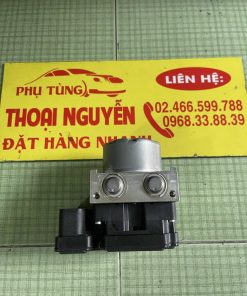 PHỤ TÙNG
THOẠI NGUYỄN
ĐẶT HÀNG NHANH
LIÊN HỆ:
02.466.599.788
0968.33.88.39